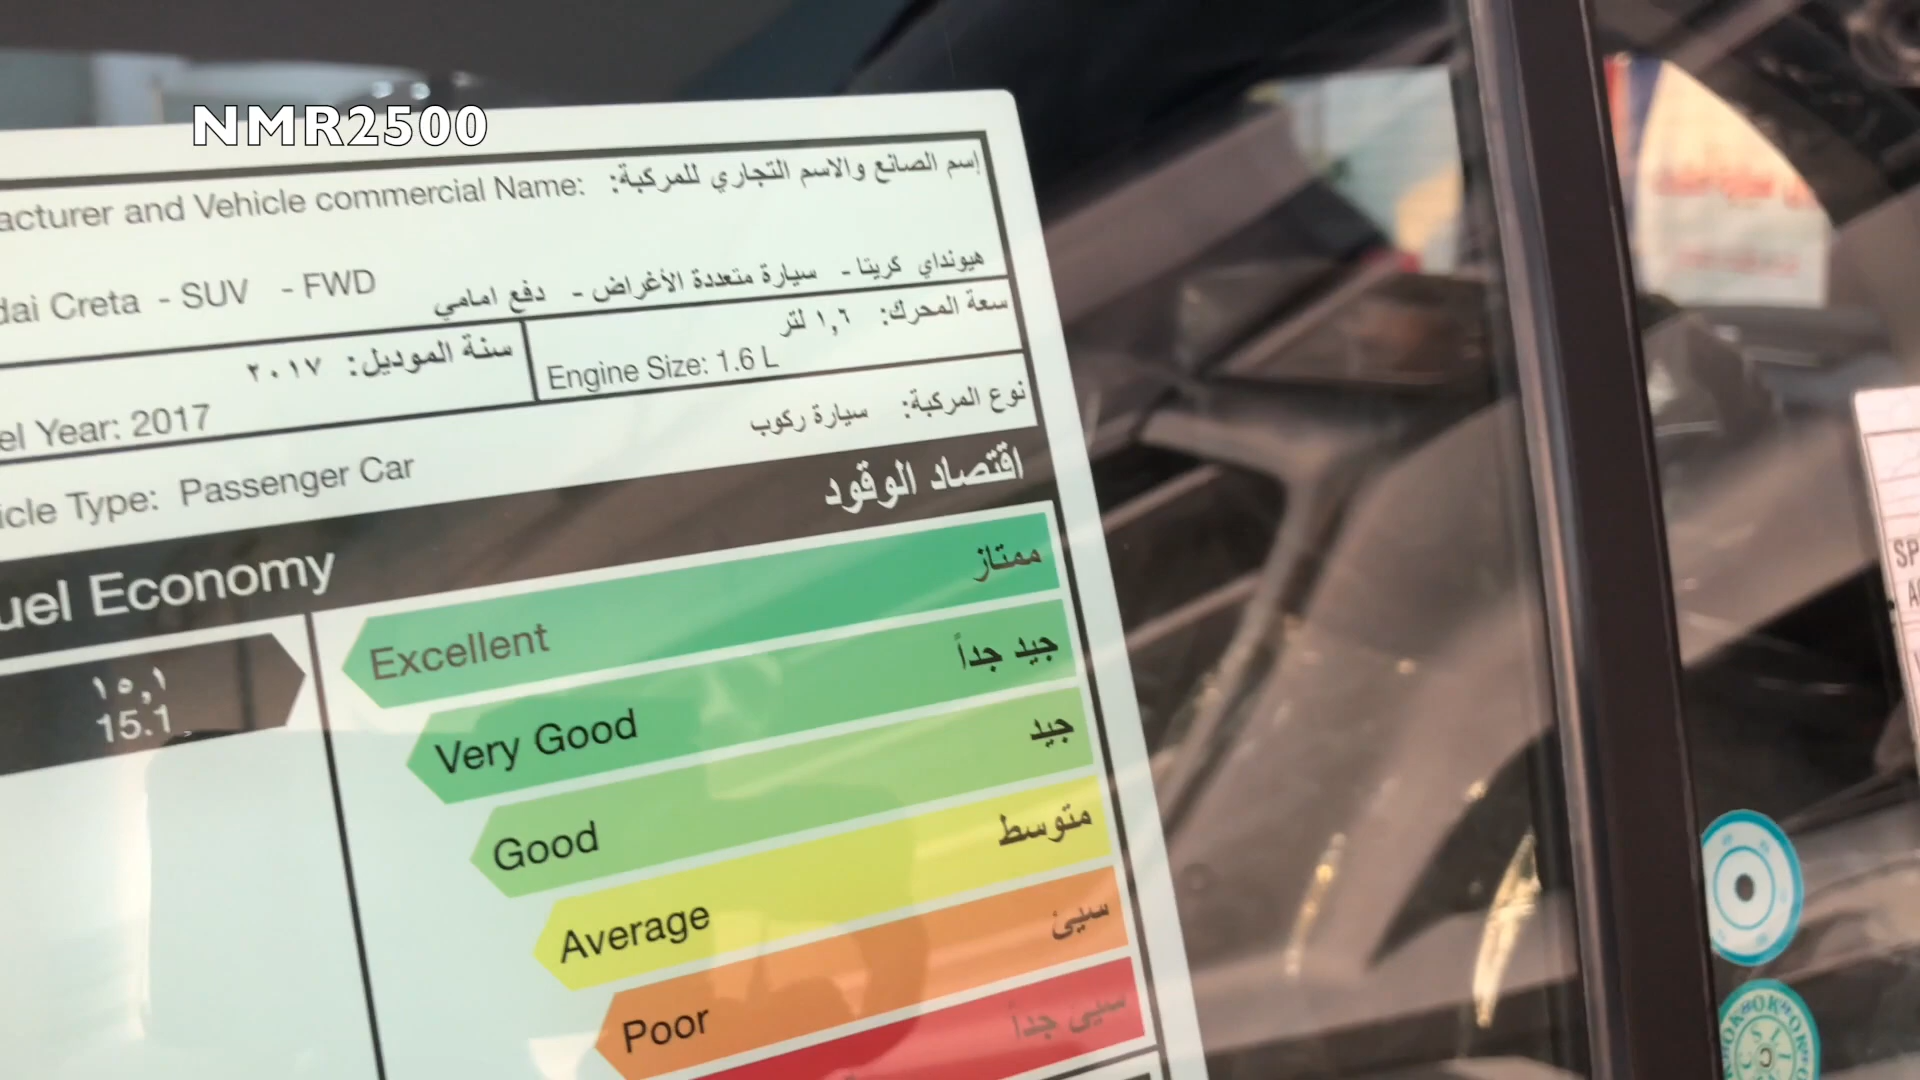 NMR2500
acturer and Vehicle commercial Name: إسم الصانع والاسم التجاري للمركبة:
dai Creta - SUV - FWD هيونداي كريتا - سيارة متعددة الأغراض - دفع امامي
سنة الموديل: ٢٠١٧
el Year: 2017
سعة المحرك: ١,٦ لتر
Engine Size: 1.6 L
نوع المركبة: سيارة ركوب
icle Type: Passenger Car
اقتصاد الوقود
uel Economy
١٥,١
15.1
Excellent ممتاز
Very Good جيد جداً
Good جيد
Average متوسط
Poor سيئ
سيئ جداً
SP